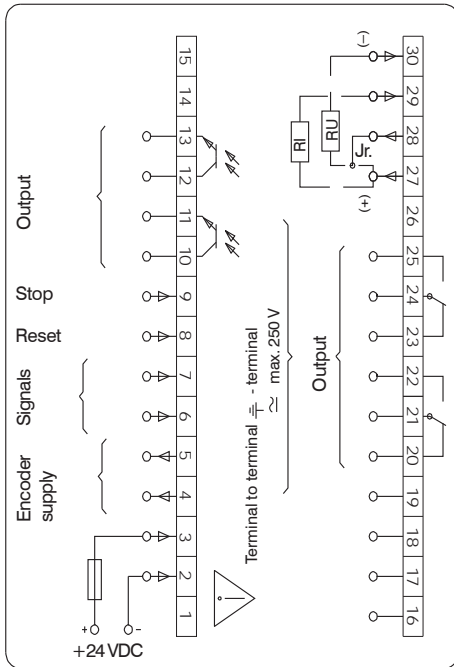 Output
Stop
Reset
Signals
Encoder
supply
+ -
+24 VDC
1 2 3 4 5 6 7 8 9 10 11 12 13 14 15
Terminal to terminal ⏚ - terminal
≂ max. 250 V
!
Output
RI
RU
Jr.
(+)
(-)
16 17 18 19 20 21 22 23 24 25 26 27 28 29 30